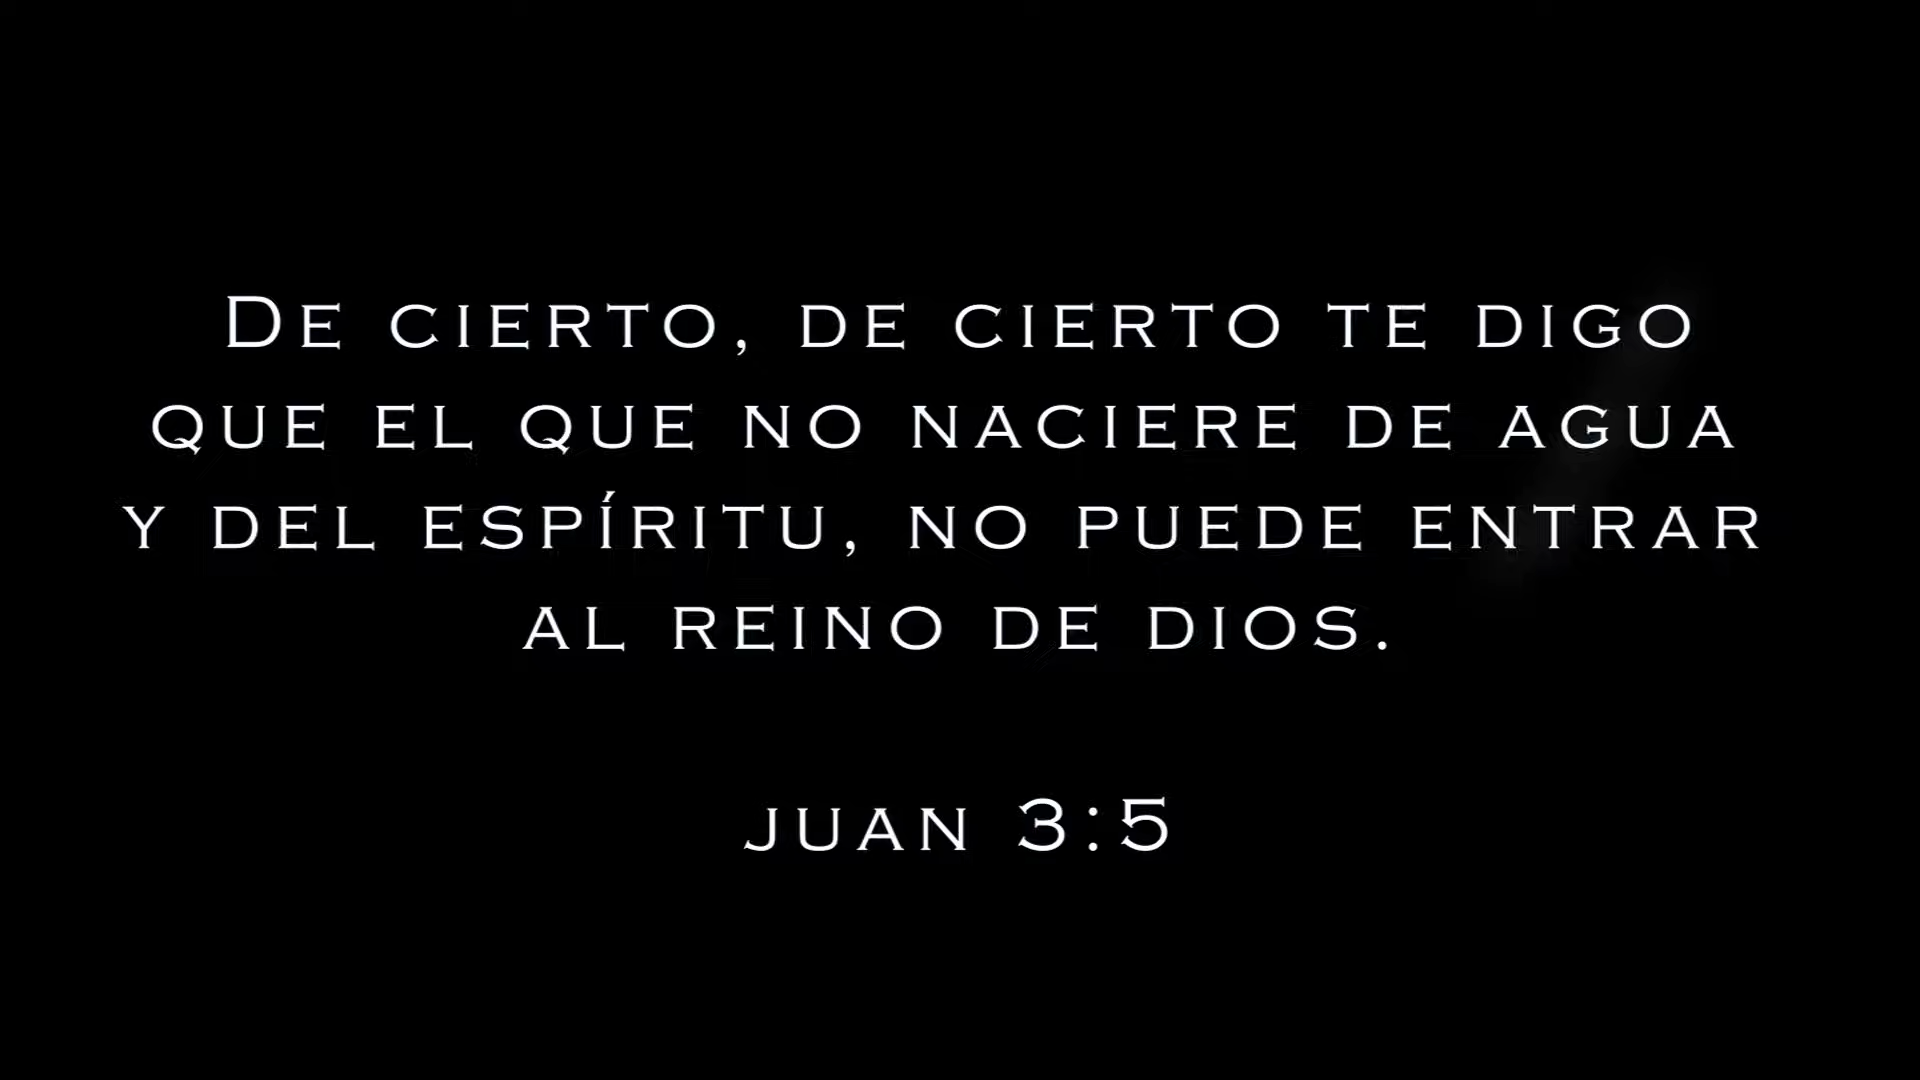 De cierto, de cierto te digo
que el que no naciere de agua
y del espíritu, no puede entrar
al reino de dios.
juan 3:5